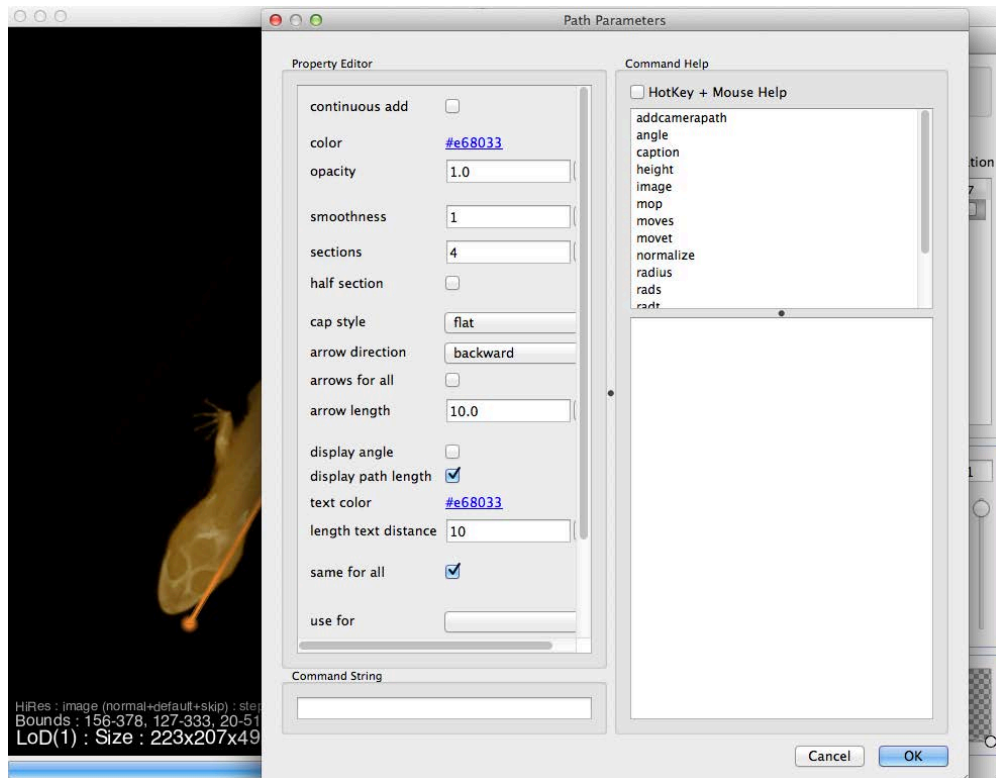 Path Parameters
Property Editor
continuous add
color #e68033
opacity 1.0
smoothness 1
sections 4
half section
cap style flat
arrow direction backward
arrows for all
arrow length 10.0
display angle
display path length
text color #e68033
length text distance 10
same for all
use for
Command String
Command Help
HotKey + Mouse Help
addcamerapath
angle
caption
height
image
mop
moves
movet
normalize
radius
rads
radt
Cancel OK
tion
7
1
HiRes : image (normal+default+skip) : step
Bounds : 156-378, 127-333, 20-51
LoD(1) : Size : 223x207x49